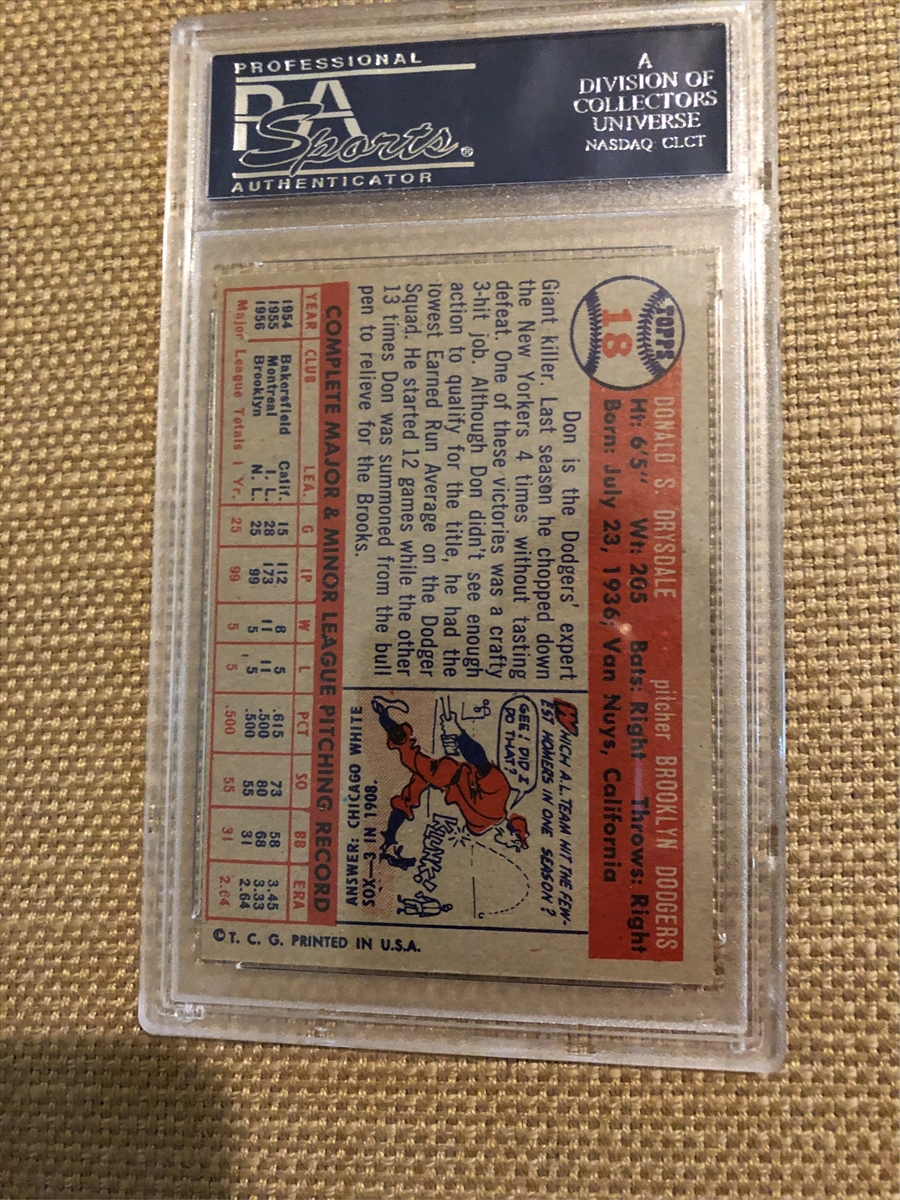 PROFESSIONAL
PSA
Sports®
AUTHENTICATOR
A
DIVISION OF
COLLECTORS
UNIVERSE
NASDAQ: CLCT
TOPPS
18
DONALD S. DRYSDALE pitcher BROOKLYN DODGERS
Ht: 6'5" Wt: 205 Bats: Right Throws: Right
Born: July 23, 1936, Van Nuys, California
Don is the Dodgers' expert
Giant killer. Last season he chopped down
the New Yorkers 4 times without tasting
defeat. One of these victories was a crafty
3-hit job. Although Don didn't see enough
action to qualify for the title, he had the
lowest Earned Run Average on the Dodger
Squad. He started 12 games while the other
13 times Don was summoned from the bull
pen to relieve for the Brooks.
WHICH A.L. TEAM HIT THE FEW-
EST HOMERS IN ONE SEASON?
GEE! DID I
DO THAT?
KRAK!
ANSWER: CHICAGO WHITE
SOX—3 IN 1908.
COMPLETE MAJOR & MINOR LEAGUE PITCHING RECORD
YEAR CLUB LEA. G IP W L PCT SO BB ERA
1954 Bakersfield Calif. 15 112 8 5 .615 73 58 3.45
1955 Montreal I. L. 28 173 11 11 .500 80 68 3.33
1956 Brooklyn N. L. 25 99 5 5 .500 55 31 2.64
Major League Totals 1 Yr. 25 99 5 5 .500 55 31 2.64
©T. C. G. PRINTED IN U.S.A.